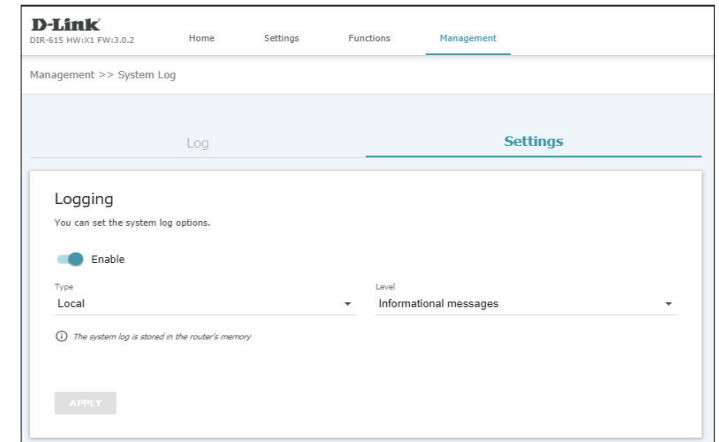 D-Link
DIR-615 HW:X1 FW:3.0.2
Home Settings Functions Management
Management >> System Log
Log Settings
Logging
You can set the system log options.
Enable
Type Level
Local Informational messages
The system log is stored in the router's memory
APPLY